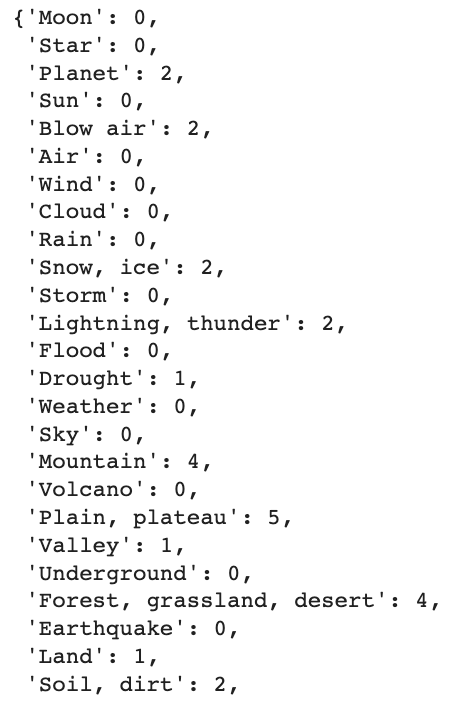 {'Moon': 0,
'Star': 0,
'Planet': 2,
'Sun': 0,
'Blow air': 2,
'Air': 0,
'Wind': 0,
'Cloud': 0,
'Rain': 0,
'Snow, ice': 2,
'Storm': 0,
'Lightning, thunder': 2,
'Flood': 0,
'Drought': 1,
'Weather': 0,
'Sky': 0,
'Mountain': 4,
'Volcano': 0,
'Plain, plateau': 5,
'Valley': 1,
'Underground': 0,
'Forest, grassland, desert': 4,
'Earthquake': 0,
'Land': 1,
'Soil, dirt': 2,